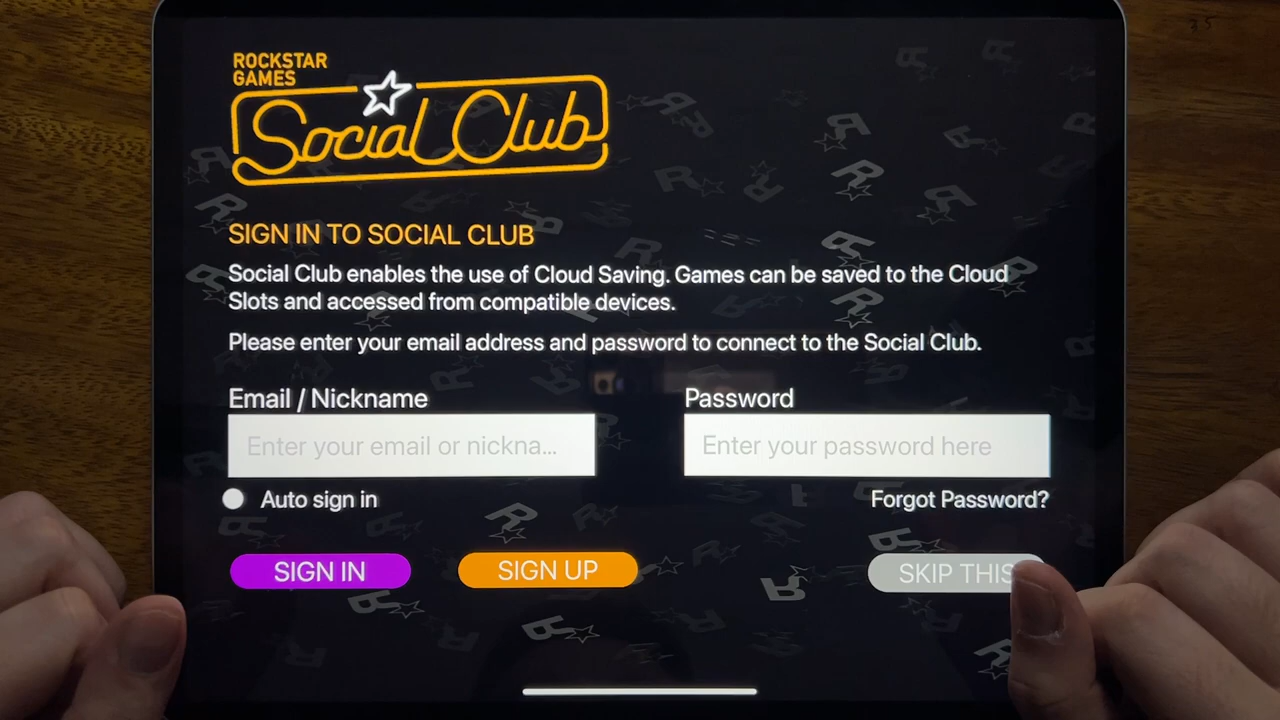 ROCKSTAR
GAMES
Social Club
SIGN IN TO SOCIAL CLUB
Social Club enables the use of Cloud Saving. Games can be saved to the Cloud
Slots and accessed from compatible devices.
Please enter your email address and password to connect to the Social Club.
Email / Nickname
Password
Enter your email or nickna...
Enter your password here
Auto sign in
Forgot Password?
SIGN IN
SIGN UP
SKIP THIS